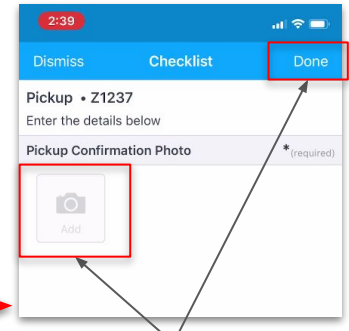 2:39
Dismiss Checklist Done
Pickup • Z1237
Enter the details below
Pickup Confirmation Photo *(required)
Add